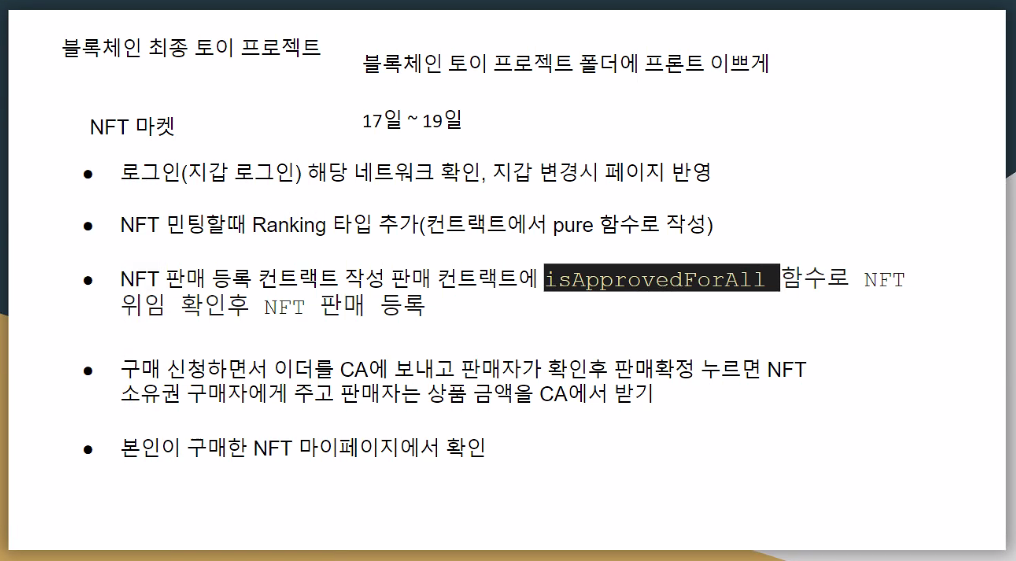 블록체인 최종 토이 프로젝트
블록체인 토이 프로젝트 폴더에 프론트 이쁘게
NFT 마켓
17일 ~ 19일
● 로그인(지갑 로그인) 해당 네트워크 확인, 지갑 변경시 페이지 반영
● NFT 민팅할때 Ranking 타입 추가(컨트랙트에서 pure 함수로 작성)
● NFT 판매 등록 컨트랙트 작성 판매 컨트랙트에 isApprovedForAll 함수로 NFT
위임 확인후 NFT 판매 등록
● 구매 신청하면서 이더를 CA에 보내고 판매자가 확인후 판매확정 누르면 NFT
소유권 구매자에게 주고 판매자는 상품 금액을 CA에서 받기
● 본인이 구매한 NFT 마이페이지에서 확인